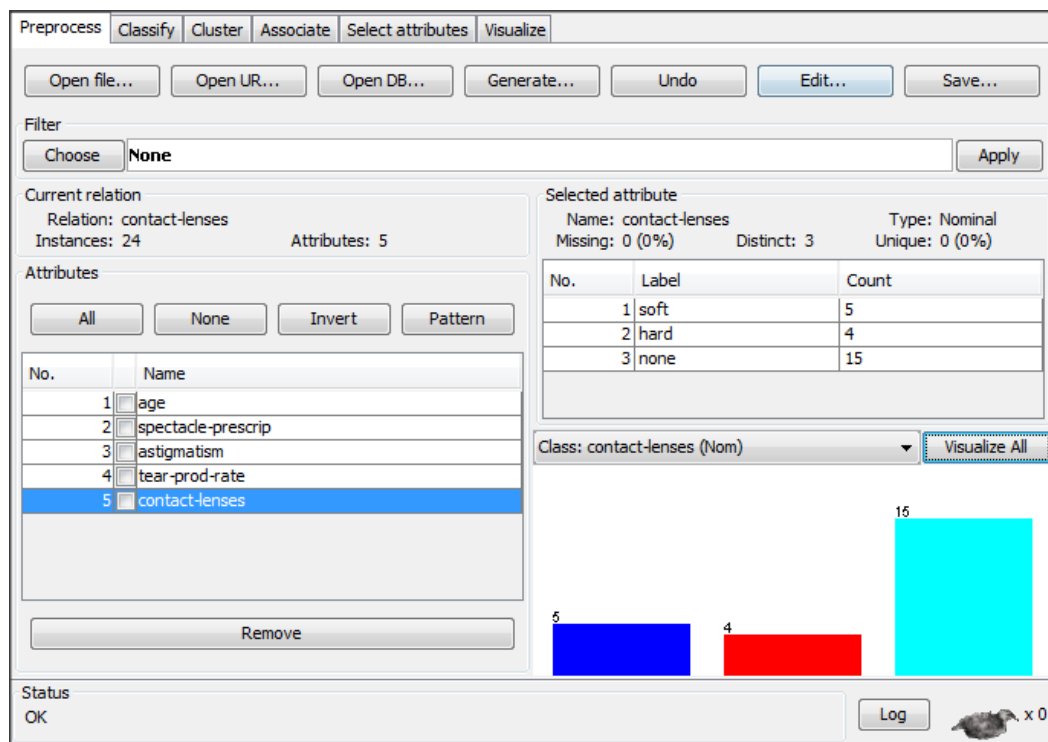 Preprocess Classify Cluster Associate Select attributes Visualize
Open file... Open UR... Open DB... Generate... Undo Edit... Save...
Filter
Choose None Apply
Current relation
Relation: contact-lenses
Instances: 24 Attributes: 5
Selected attribute
Name: contact-lenses Type: Nominal
Missing: 0 (0%) Distinct: 3 Unique: 0 (0%)
Attributes
All None Invert Pattern
No. Name
1 age
2 spectacle-prescrip
3 astigmatism
4 tear-prod-rate
5 contact-lenses
Remove
No. Label Count
1 soft 5
2 hard 4
3 none 15
Class: contact-lenses (Nom) Visualize All
5
4
15
Status
OK
Log x 0